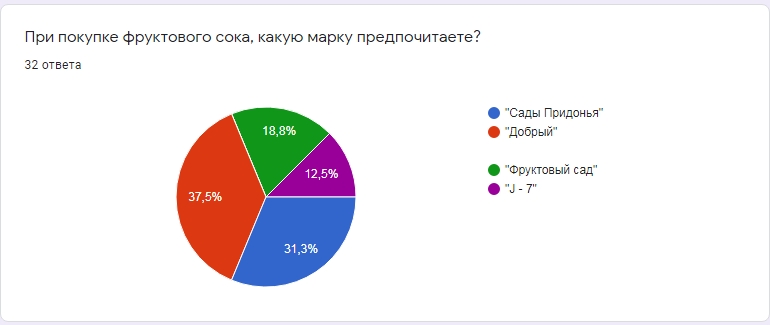 При покупке фруктового сока, какую марку предпочитаете?
32 ответа
18,8%
12,5%
37,5%
31,3%
"Сады Придонья"
"Добрый"
"Фруктовый сад"
"J - 7"